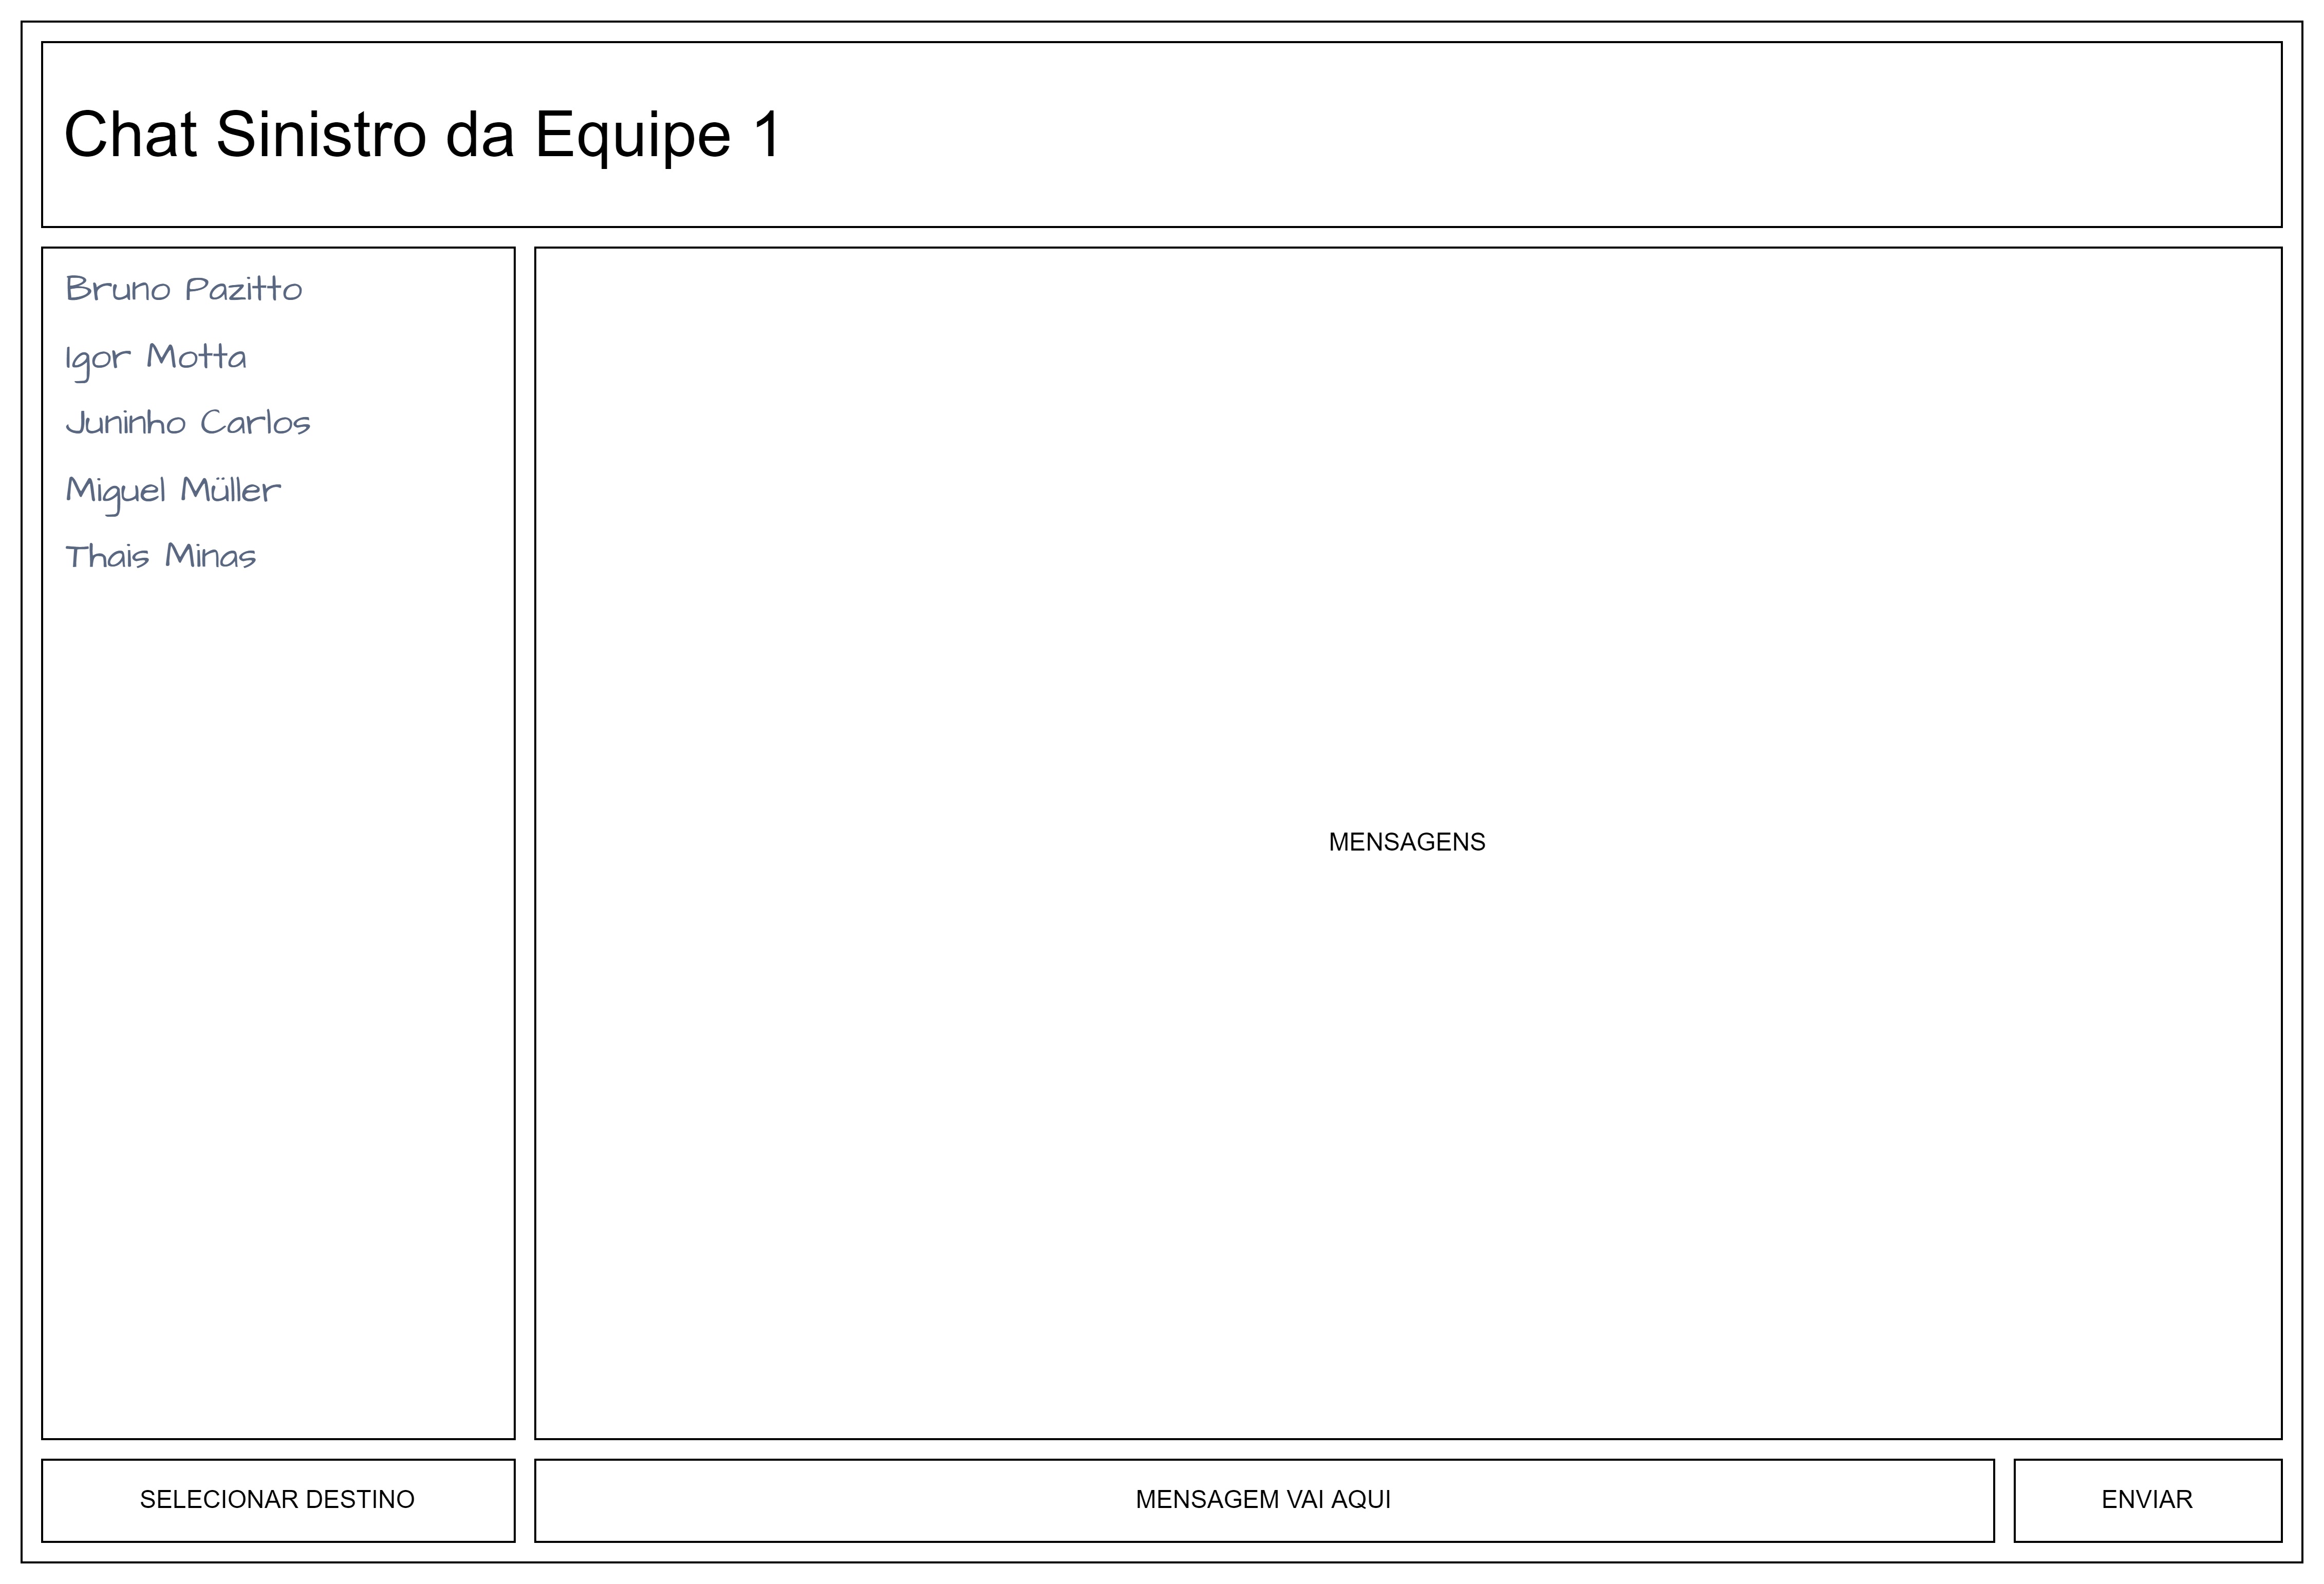 Chat Sinistro da Equipe 1
Bruno Pazitto
Igor Motta
Juninho Carlos
Miguel Müller
Thais Minas
MENSAGENS
SELECIONAR DESTINO
MENSAGEM VAI AQUI
ENVIAR